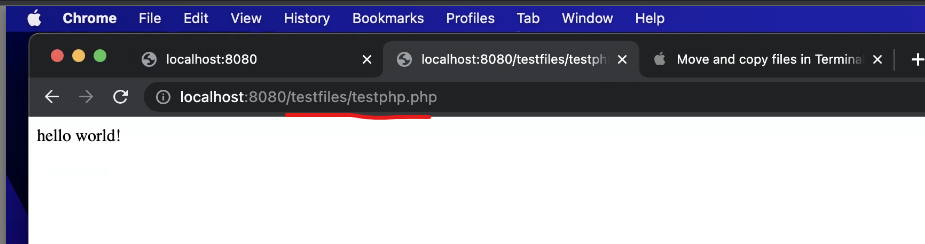 Chrome File Edit View History Bookmarks Profiles Tab Window Help
localhost:8080 localhost:8080/testfiles/testph Move and copy files in Termina
localhost:8080/testfiles/testphp.php
hello world!